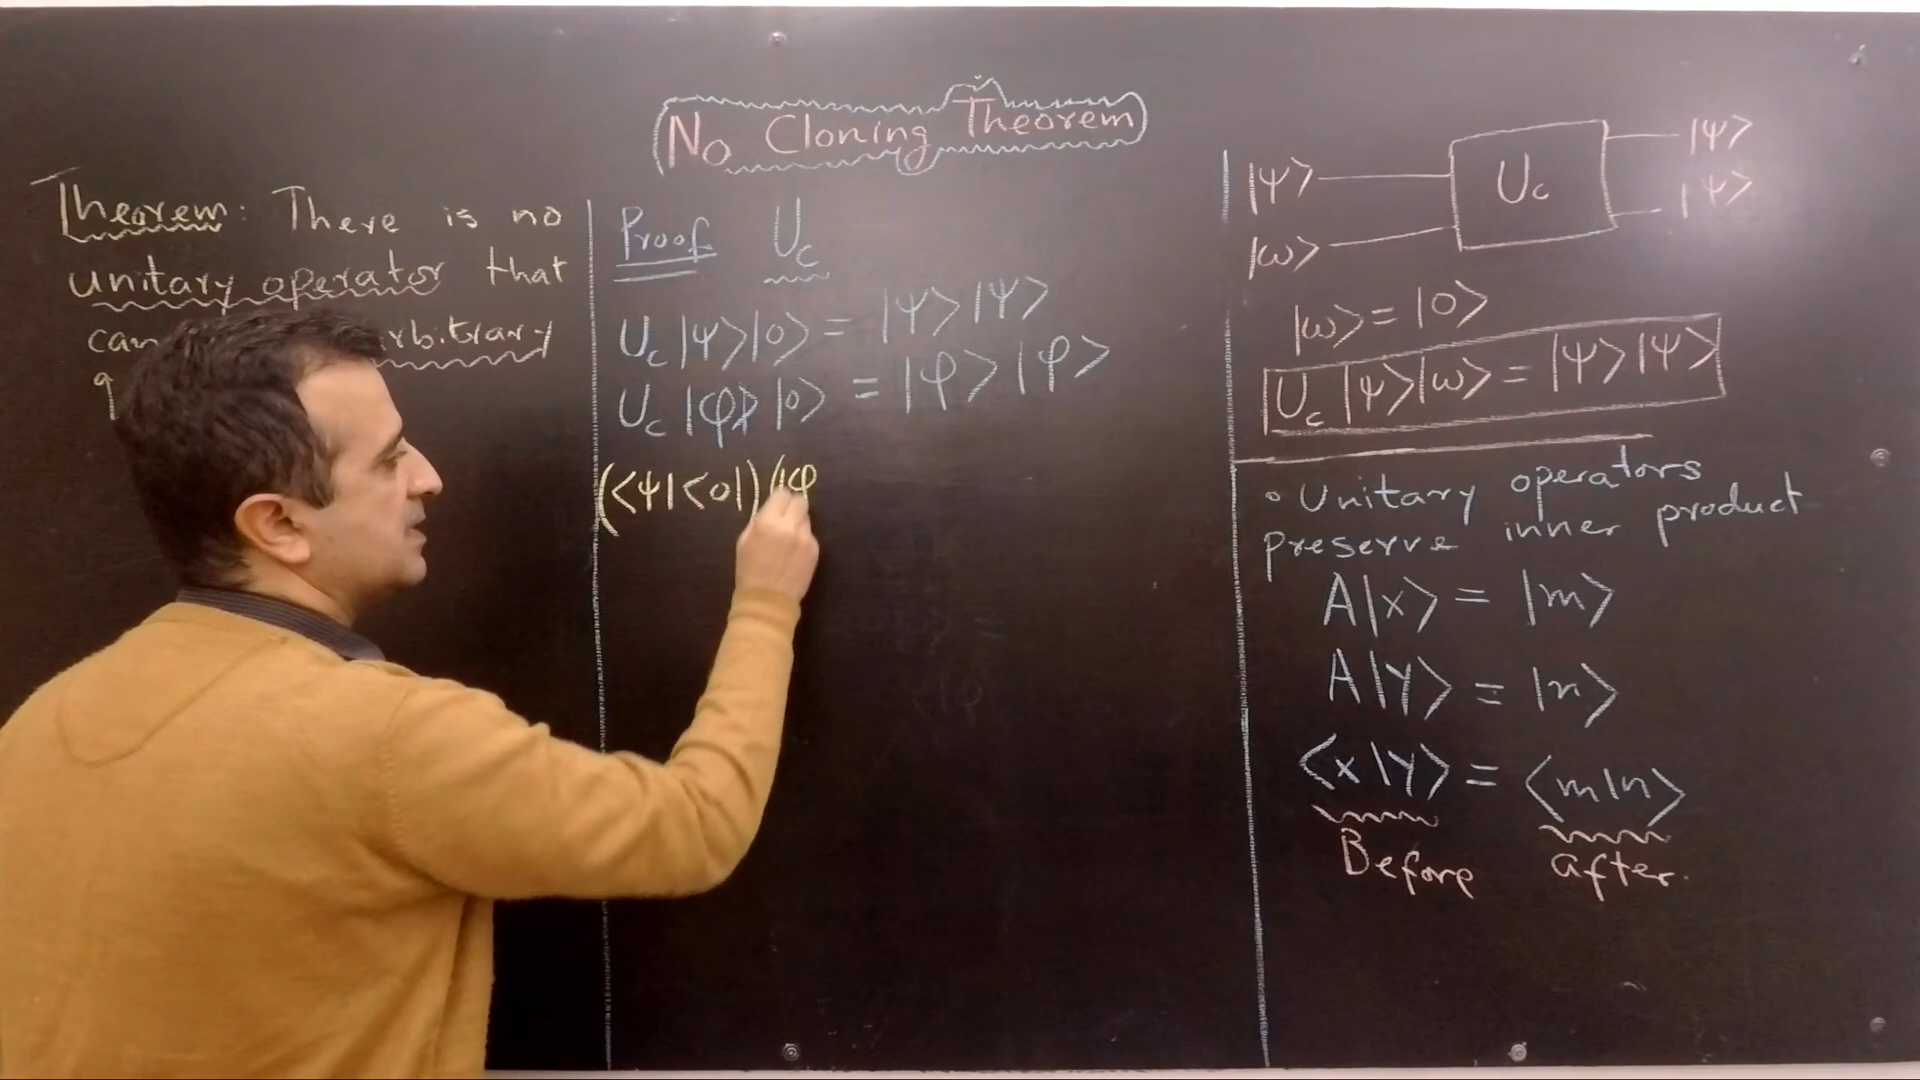 No Cloning Theorem
Theorem: There is no
unitary operator that
can rbitrary
q
Proof U_c
U_c |ψ>|0> = |ψ>|ψ>
U_c |φ>|0> = |φ>|φ>
(<ψ|<0|)(|φ
|ψ> U_c |ψ>
|ω> |ψ>
|ω> = |0>
U_c |ψ>|ω> = |ψ>|ψ>
• Unitary operators
preserve inner product
A|x> = |m>
A|y> = |n>
<x|y> = <m|n>
Before after.